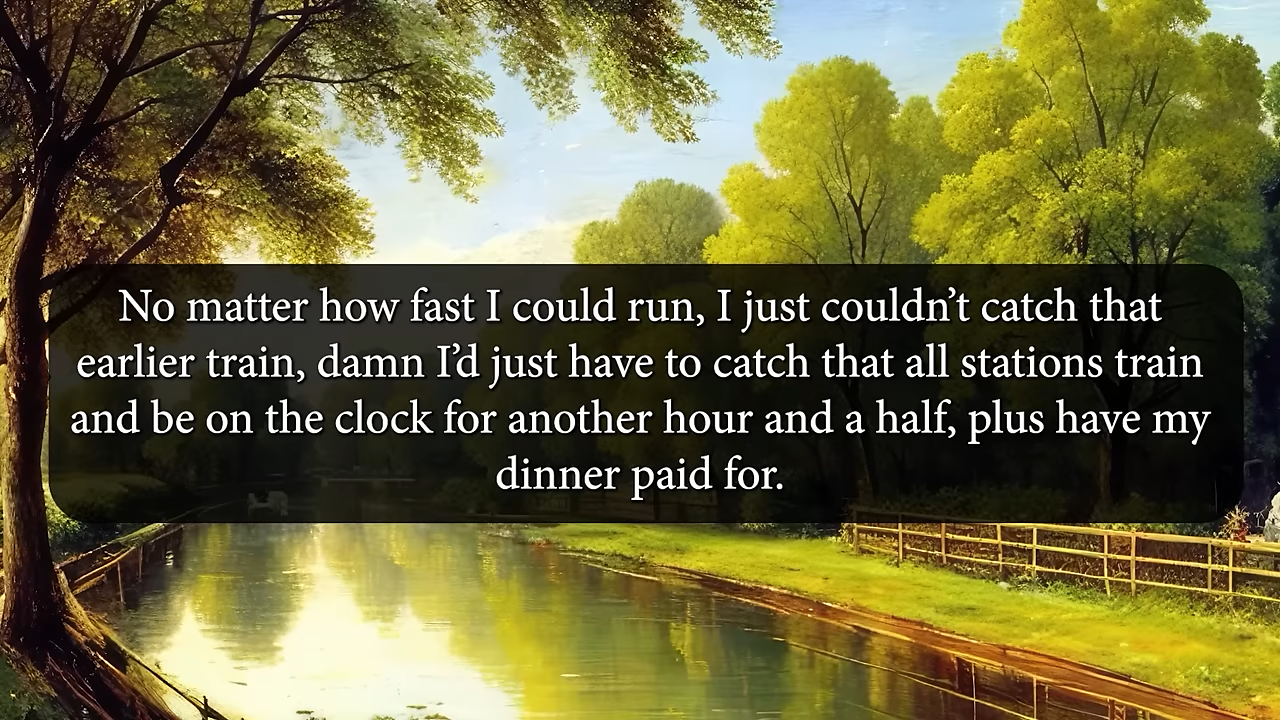 No matter how fast I could run, I just couldn’t catch that
earlier train, damn I’d just have to catch that all stations train
and be on the clock for another hour and a half, plus have my
dinner paid for.